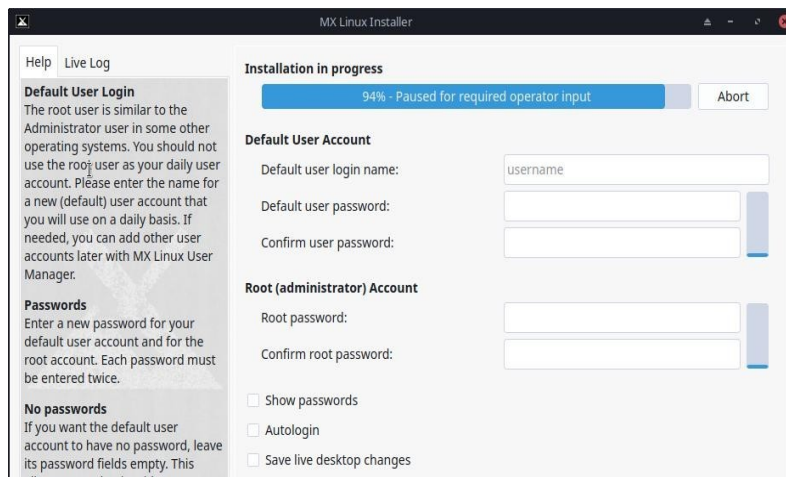 MX Linux Installer
Help
Live Log
Default User Login
The root user is similar to the
Administrator user in some other
operating systems. You should not
use the root user as your daily user
account. Please enter the name for
a new (default) user account that
you will use on a daily basis. If
needed, you can add other user
accounts later with MX Linux User
Manager.
Passwords
Enter a new password for your
default user account and for the
root account. Each password must
be entered twice.
No passwords
If you want the default user
account to have no password, leave
its password fields empty. This
Installation in progress
94% - Paused for required operator input
Abort
Default User Account
Default user login name:
username
Default user password:
Confirm user password:
Root (administrator) Account
Root password:
Confirm root password:
Show passwords
Autologin
Save live desktop changes